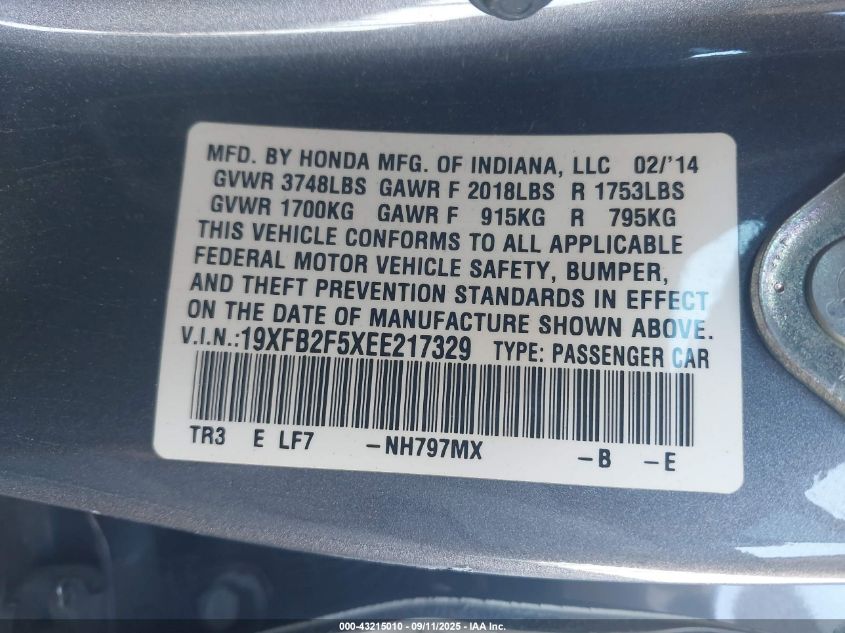 MFD. BY HONDA MFG. OF INDIANA, LLC 02/'14
GVWR 3748LBS GAWR F 2018LBS R 1753LBS
GVWR 1700KG GAWR F 915KG R 795KG
THIS VEHICLE CONFORMS TO ALL APPLICABLE
FEDERAL MOTOR VEHICLE SAFETY, BUMPER,
AND THEFT PREVENTION STANDARDS IN EFFECT
ON THE DATE OF MANUFACTURE SHOWN ABOVE.
V.I.N.:19XFB2F5XEE217329 TYPE: PASSENGER CAR
TR3 E LF7 -NH797MX -B -E
000-43215010 - 09/11/2025 - IAA, Inc.